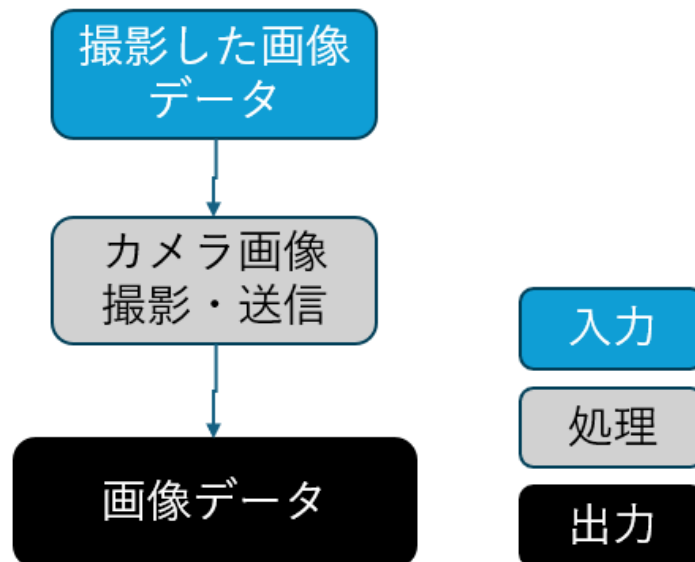 撮影した画像
データ
カメラ画像
撮影・送信
画像データ
入力
処理
出力